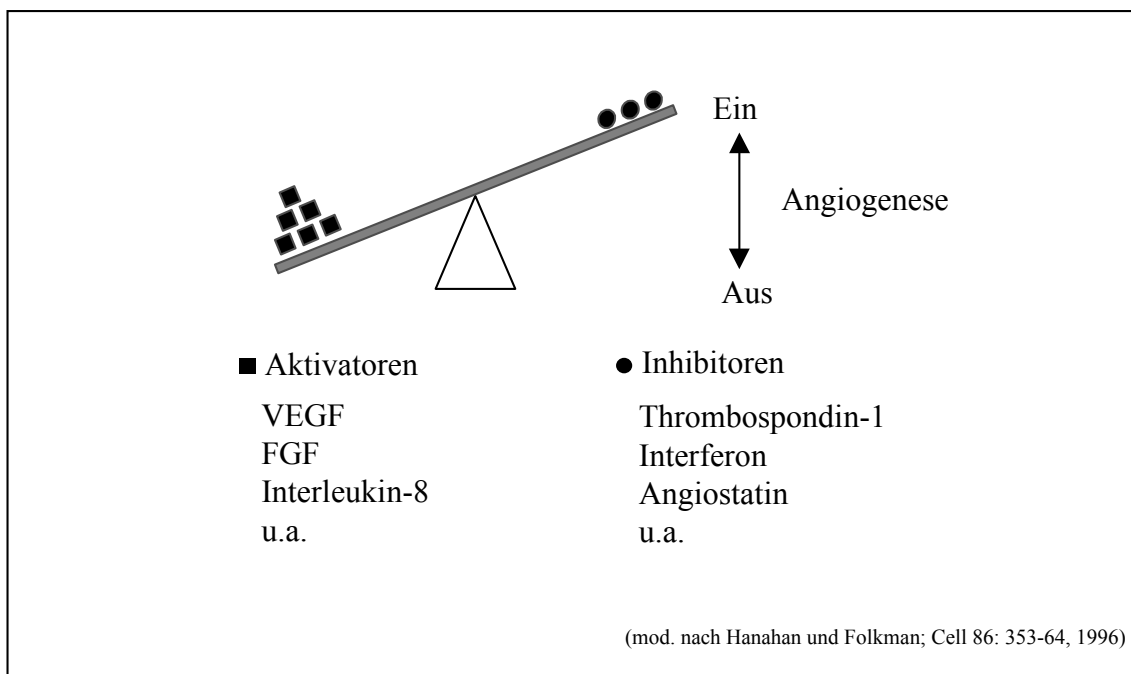 Ein
Angiogenese
Aus
■ Aktivatoren
VEGF
FGF
Interleukin-8
u.a.
● Inhibitoren
Thrombospondin-1
Interferon
Angiostatin
u.a.
(mod. nach Hanahan und Folkman; Cell 86: 353-64, 1996)